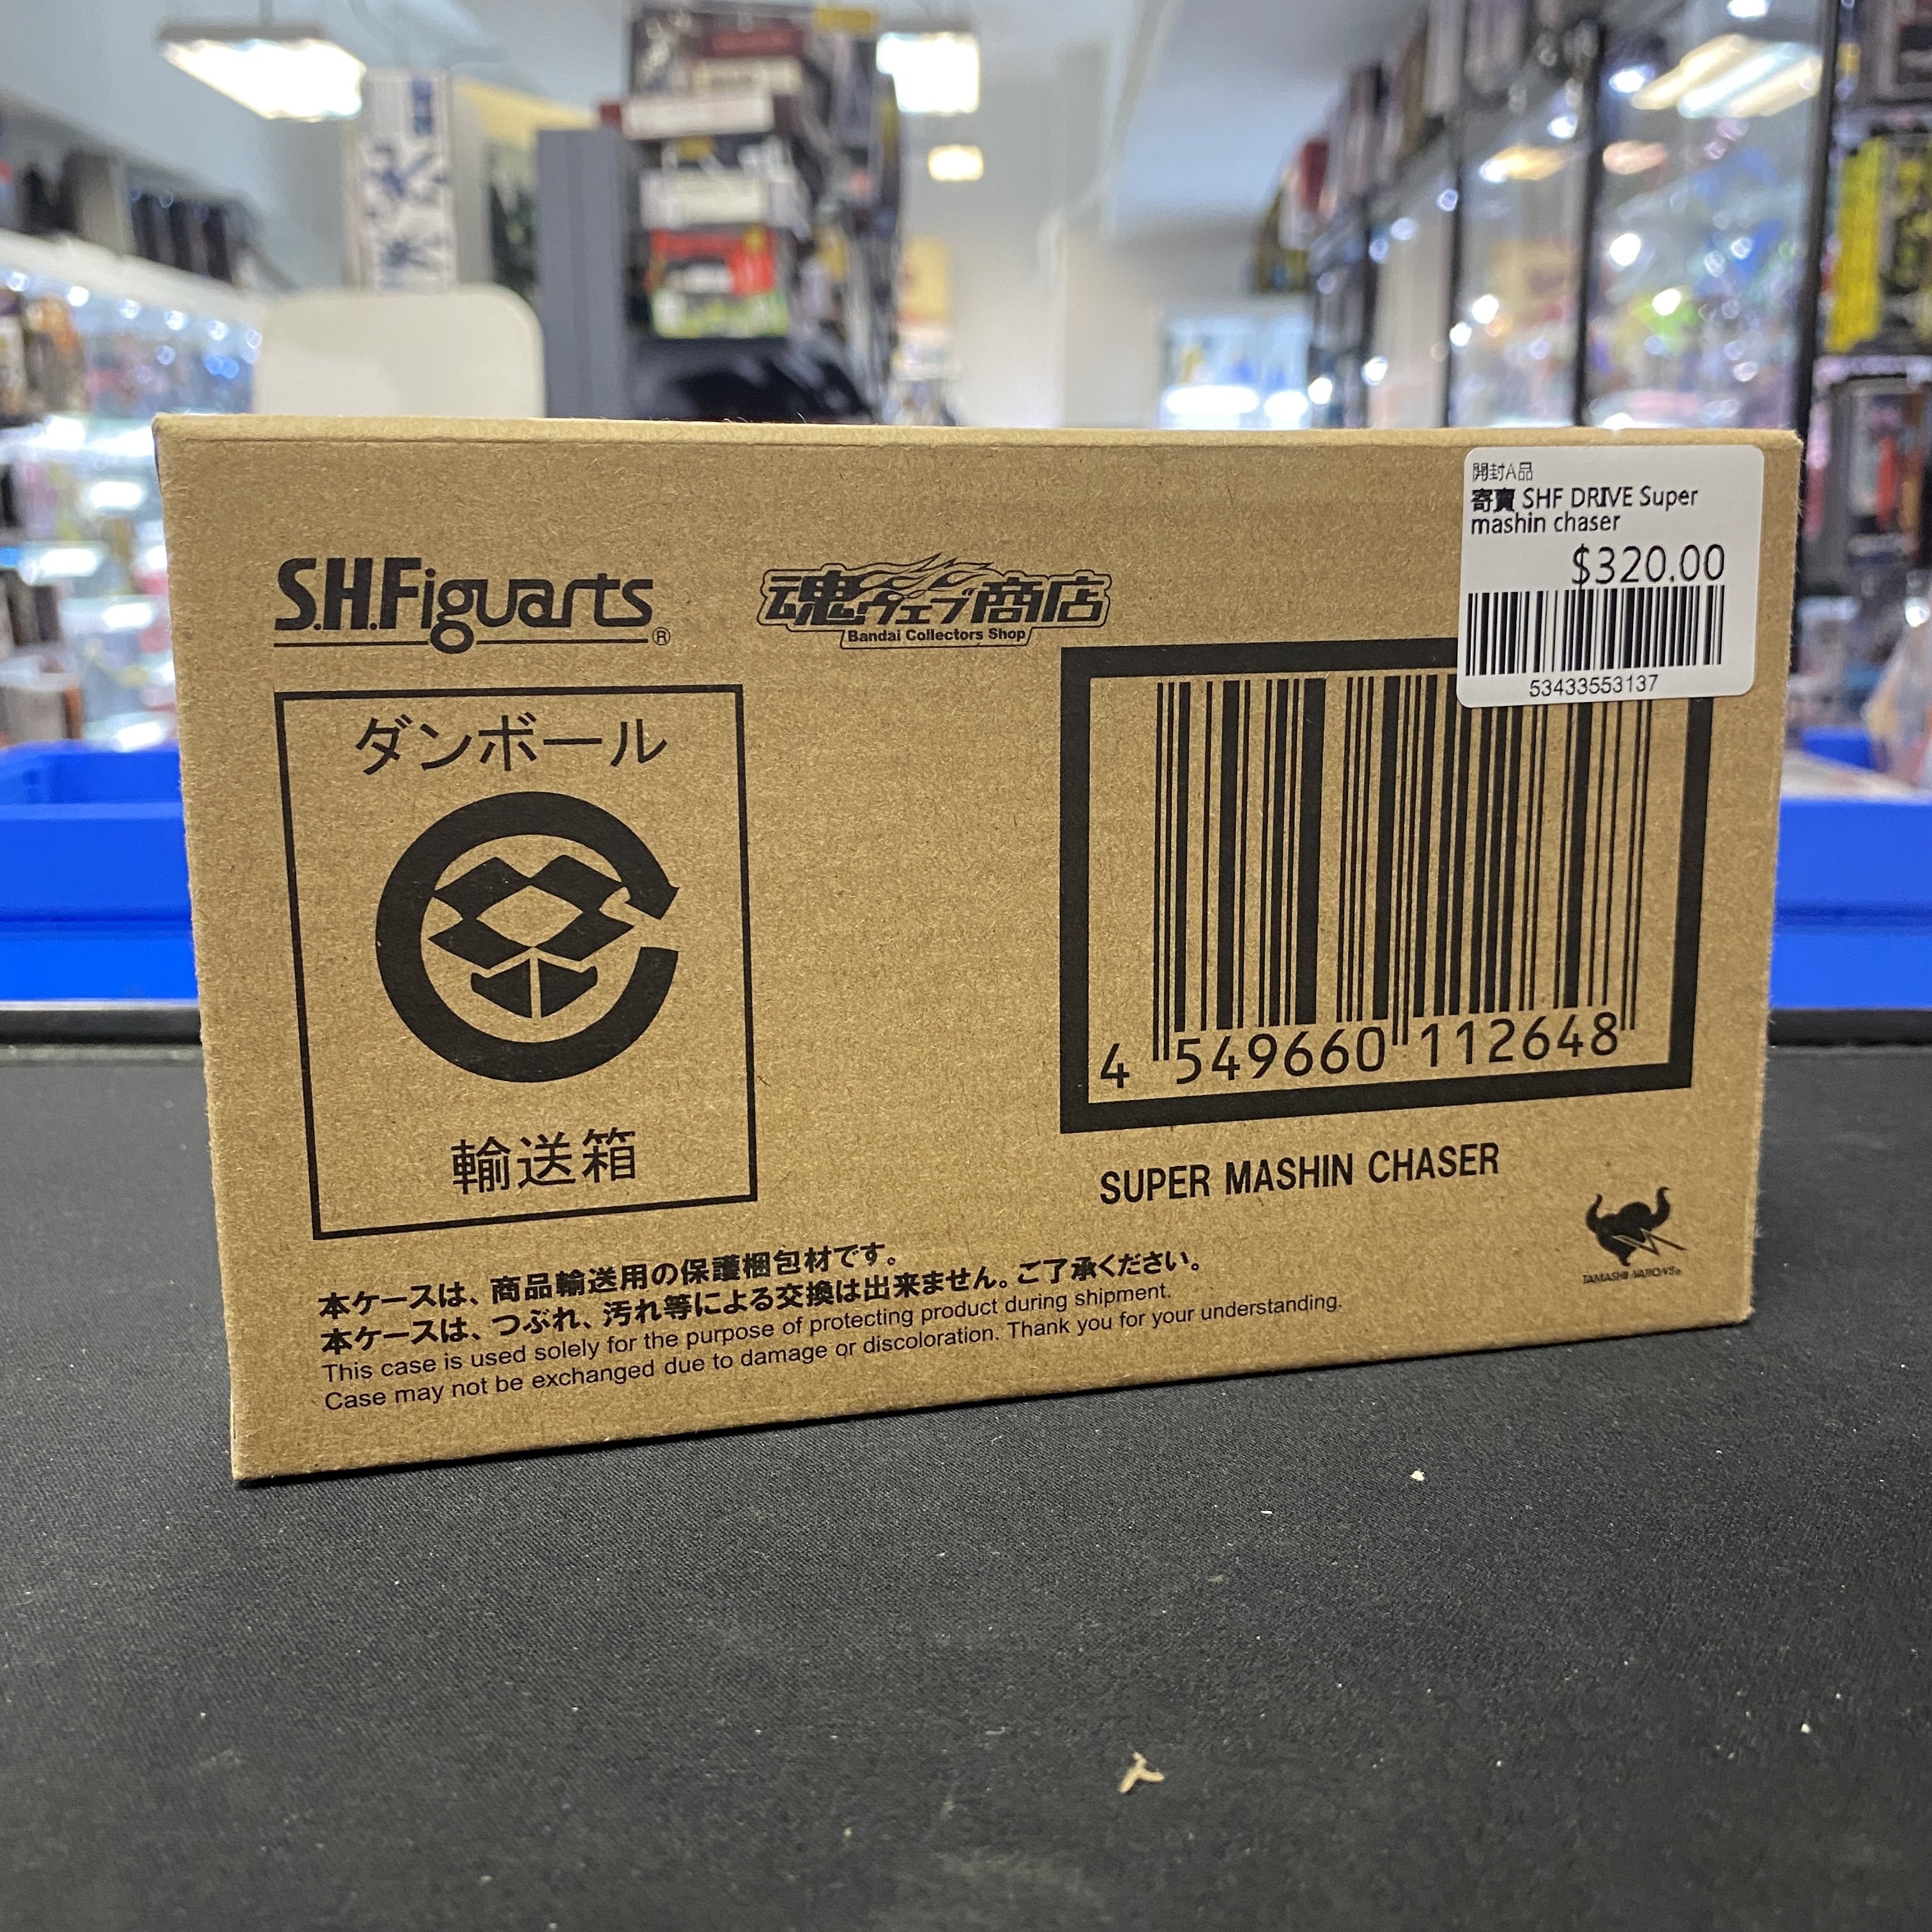 開封A品
寄賣 SHF DRIVE Super
mashin chaser
$320.00
53433553137
S.H.Figuarts®
魂ウェブ商店
Bandai Collectors Shop
ダンボール
輸送箱
4 549660 112648
SUPER MASHIN CHASER
TAMASHII NATIONS
本ケースは、商品輸送用の保護梱包材です。
本ケースは、つぶれ、汚れ等による交換は出来ません。ご了承ください。
This case is used solely for the purpose of protecting product during shipment.
Case may not be exchanged due to damage or discoloration. Thank you for your understanding.